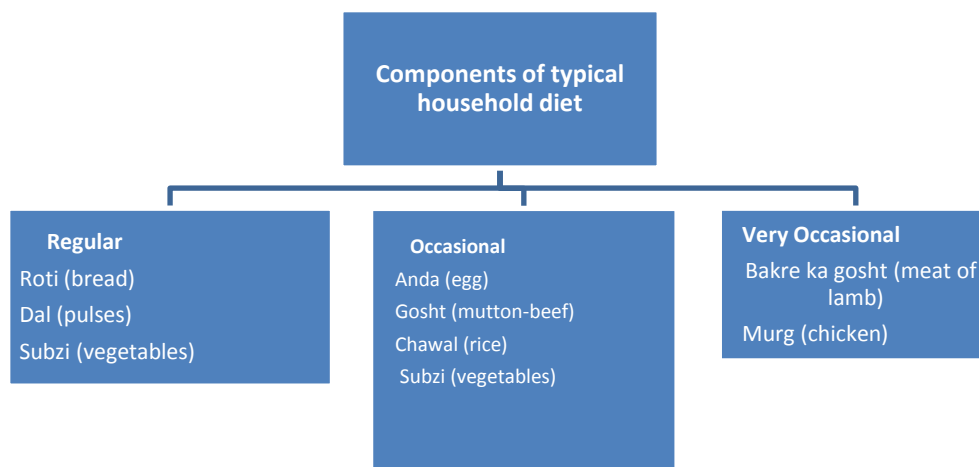 Components of typical
household diet
Regular
Roti (bread)
Dal (pulses)
Subzi (vegetables)
Occasional
Anda (egg)
Gosht (mutton-beef)
Chawal (rice)
Subzi (vegetables)
Very Occasional
Bakre ka gosht (meat of
lamb)
Murg (chicken)